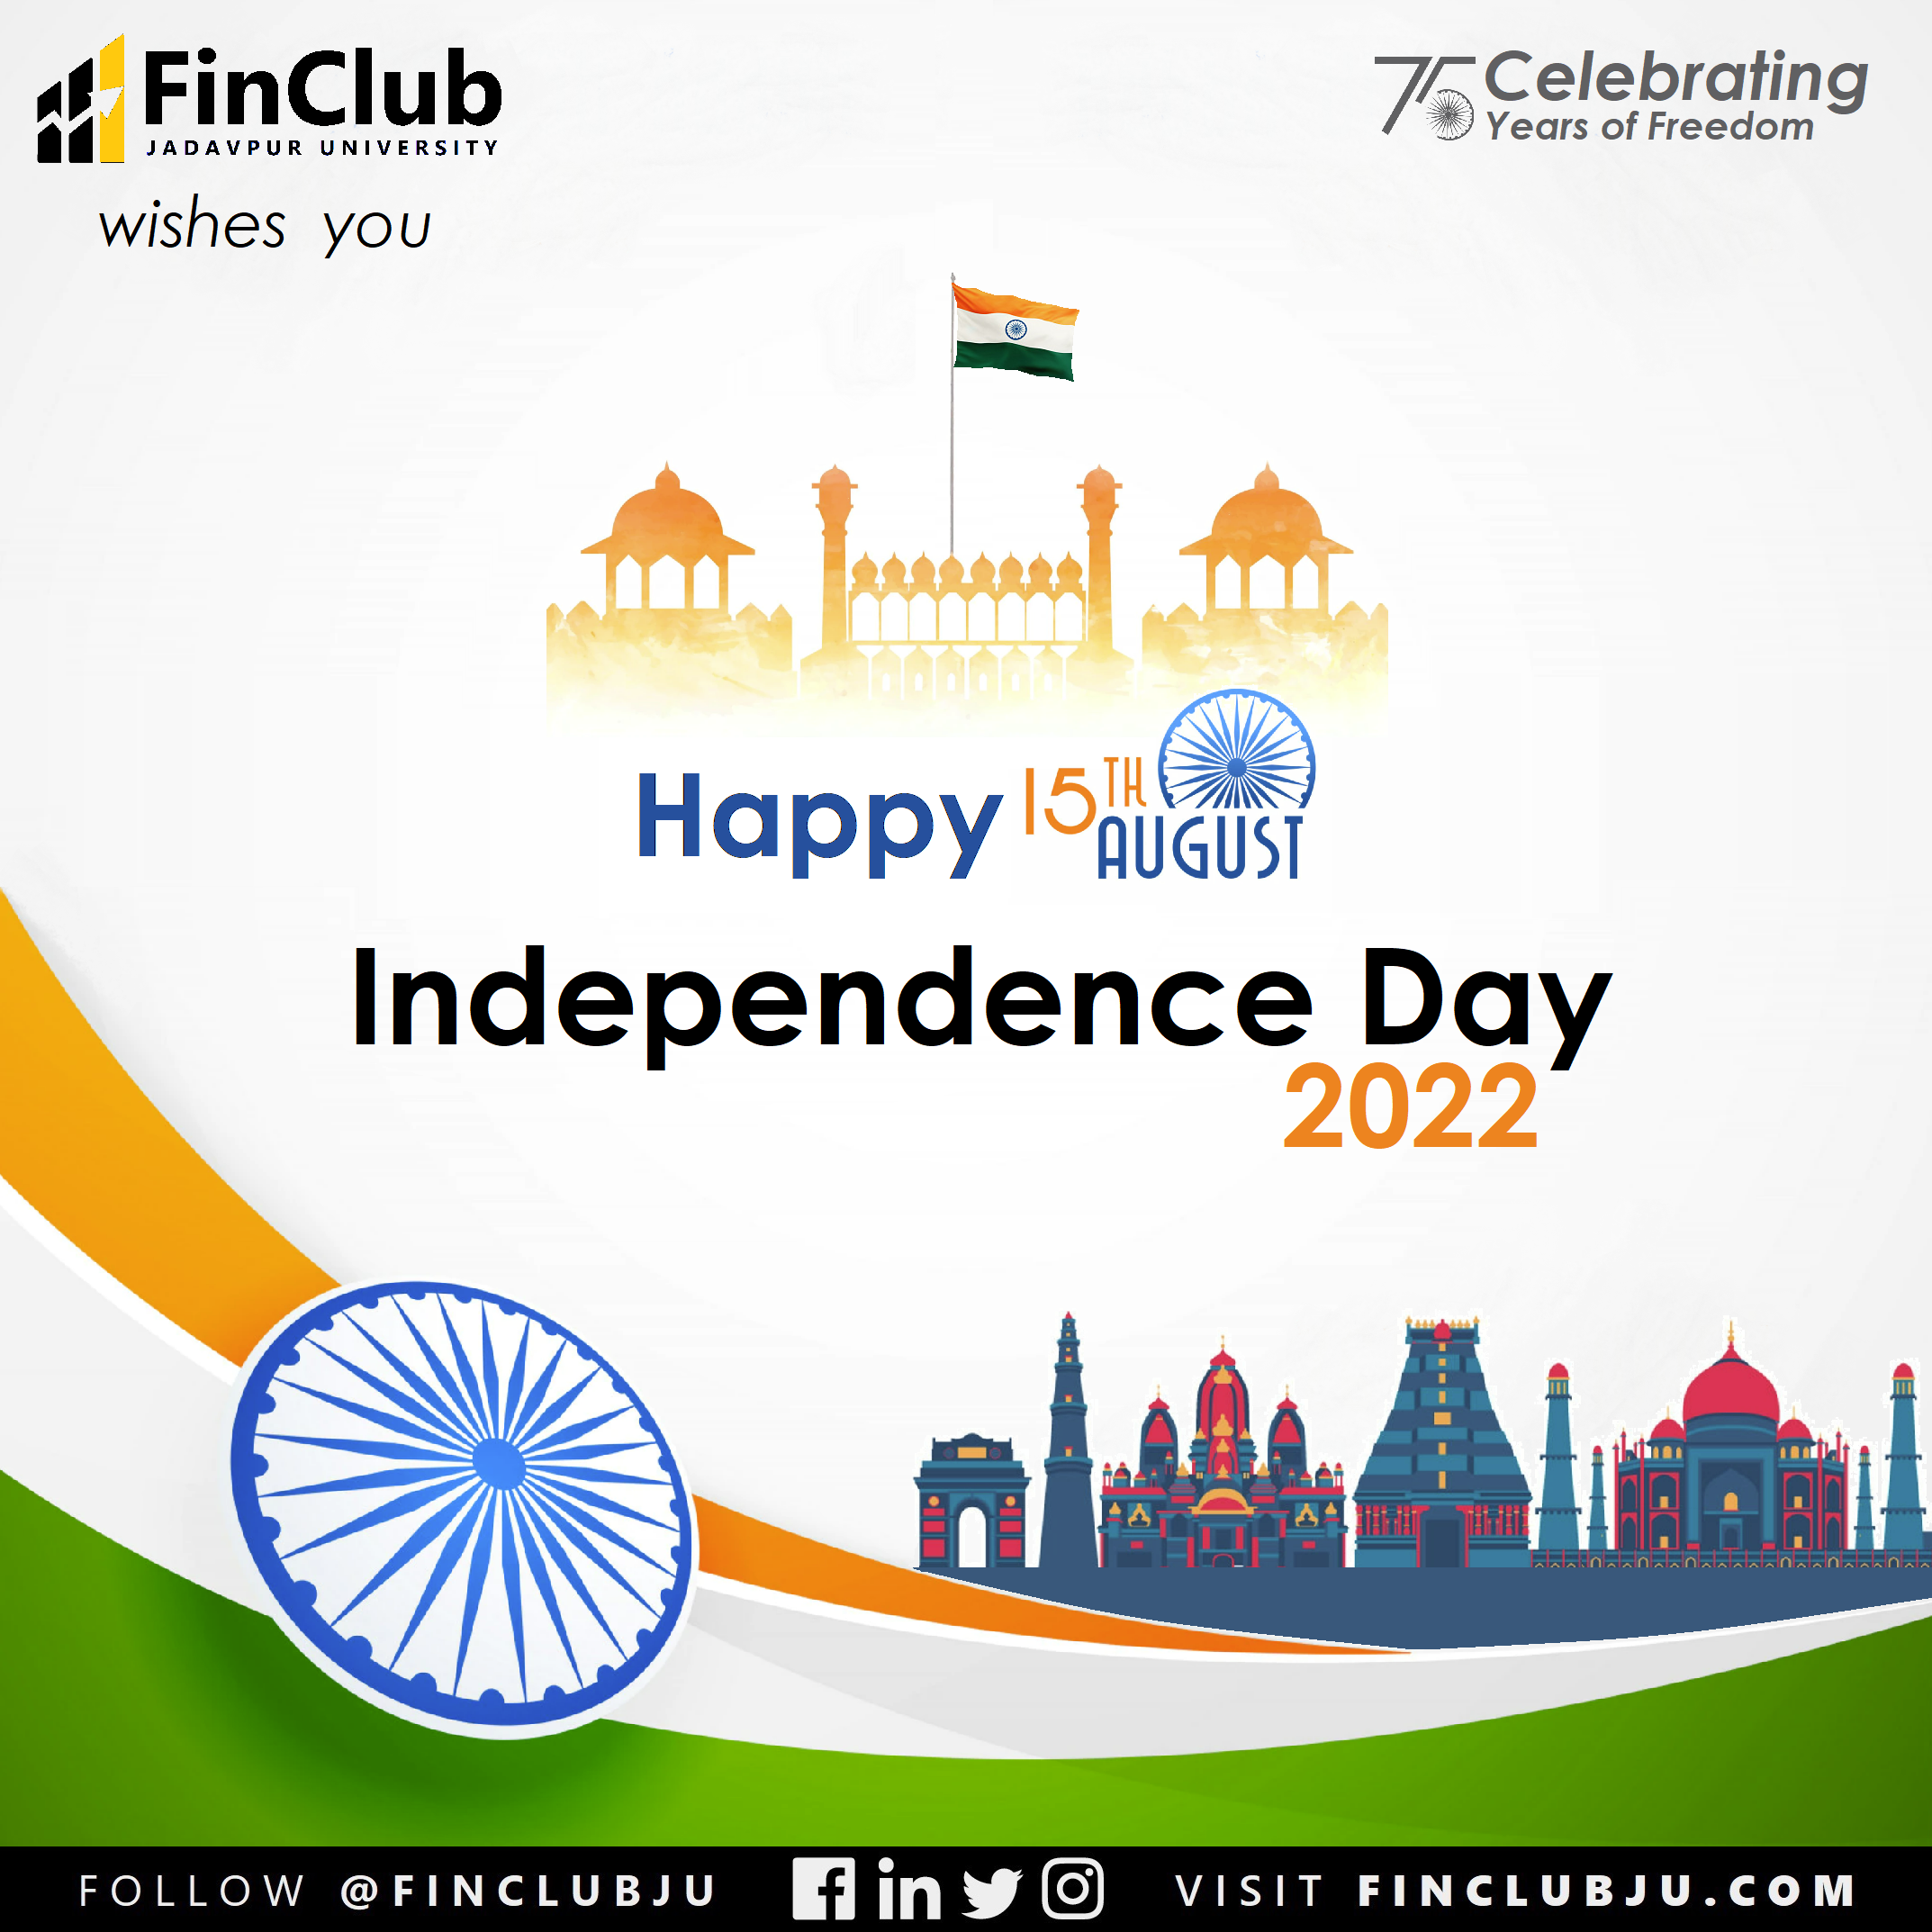 FinClub
JADAVPUR UNIVERSITY
wishes you
75 Celebrating
Years of Freedom
Happy 15TH
AUGUST
Independence Day
2022
FOLLOW @FINCLUBJU
VISIT FINCLUBJU.COM